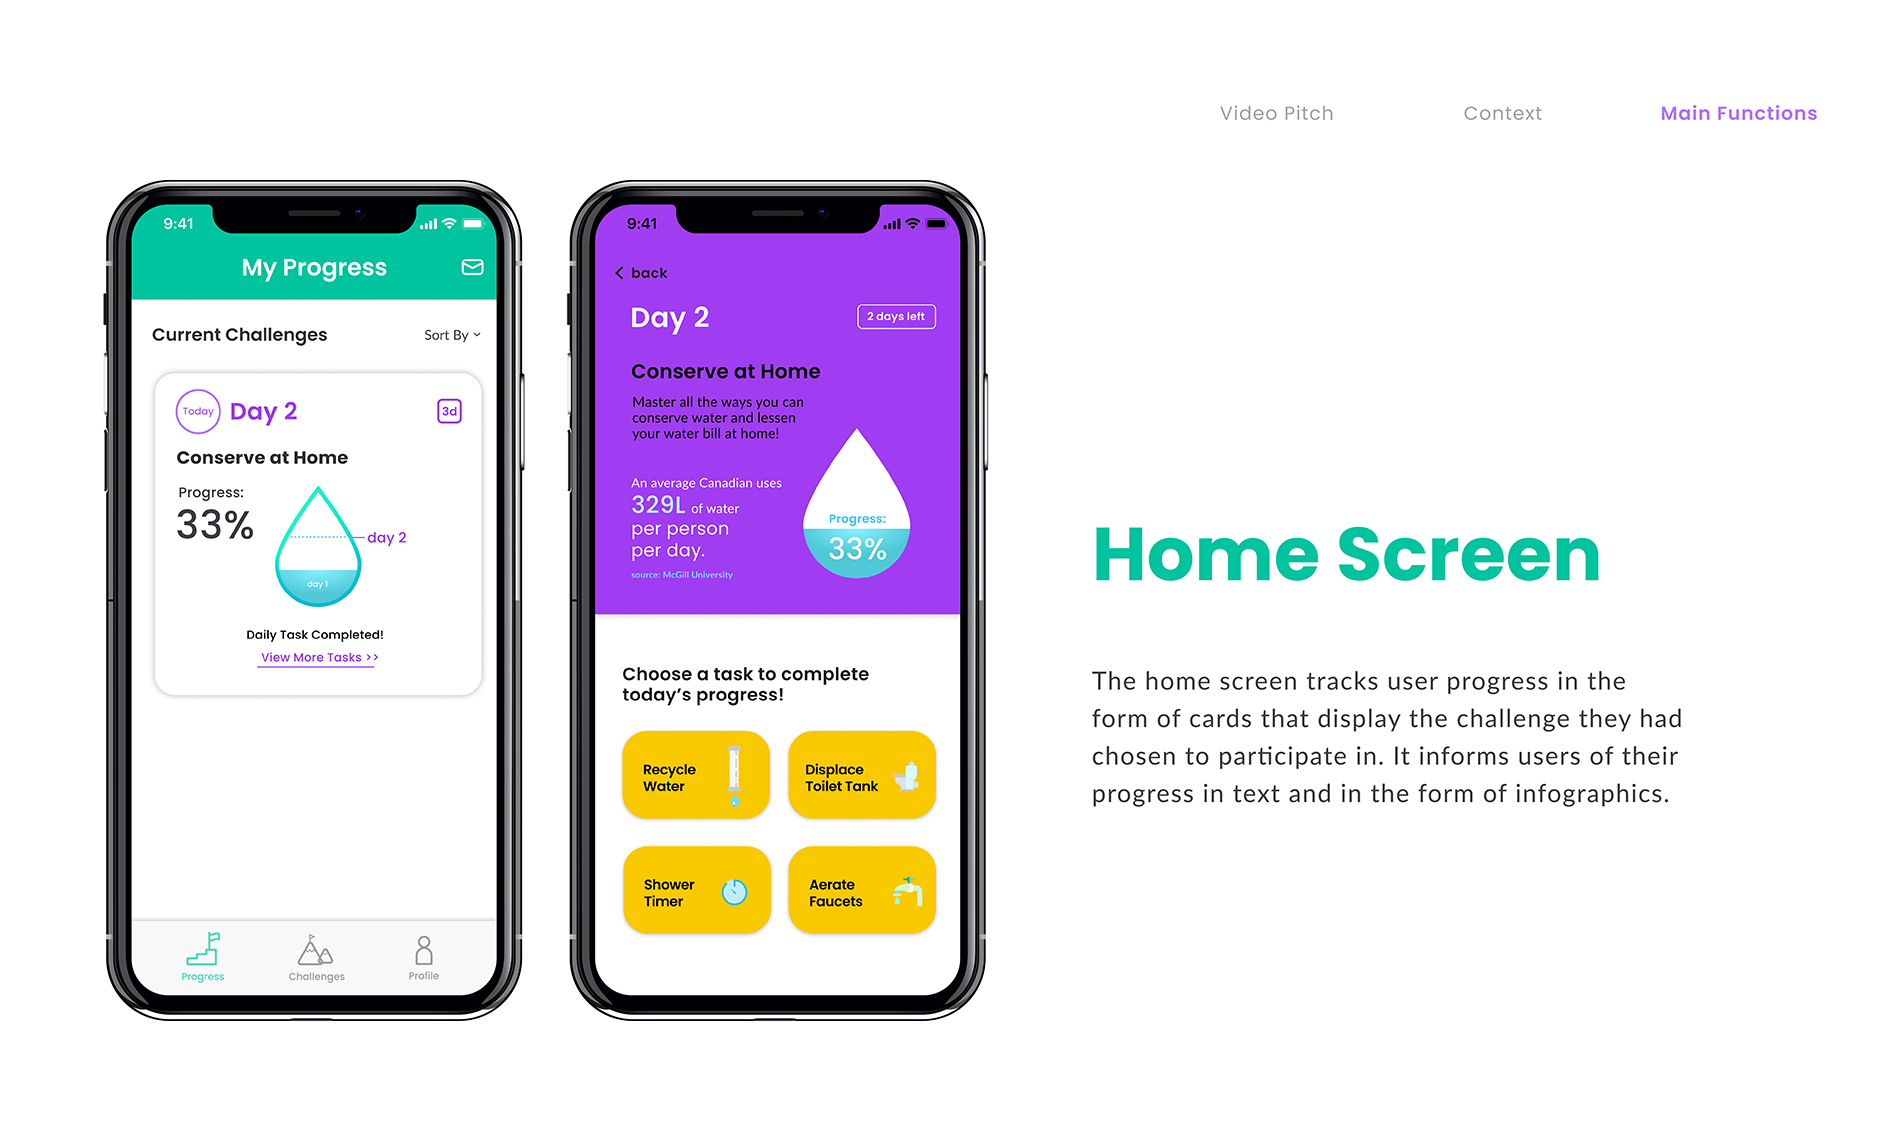 Video Pitch
Context
Main Functions
9:41
My Progress
Current Challenges
Sort By
Today
Day 2
3d
Conserve at Home
Progress:
33%
day 2
day 1
Daily Task Completed!
View More Tasks >>
Progress
Challenges
Profile
9:41
back
Day 2
2 days left
Conserve at Home
Master all the ways you can
conserve water and lessen
your water bill at home!
An average Canadian uses
329L of water
per person
per day.
source: McGill University
Progress:
33%
Choose a task to complete
today's progress!
Recycle
Water
Displace
Toilet Tank
Shower
Timer
Aerate
Faucets
Home Screen
The home screen tracks user progress in the
form of cards that display the challenge they had
chosen to participate in. It informs users of their
progress in text and in the form of infographics.